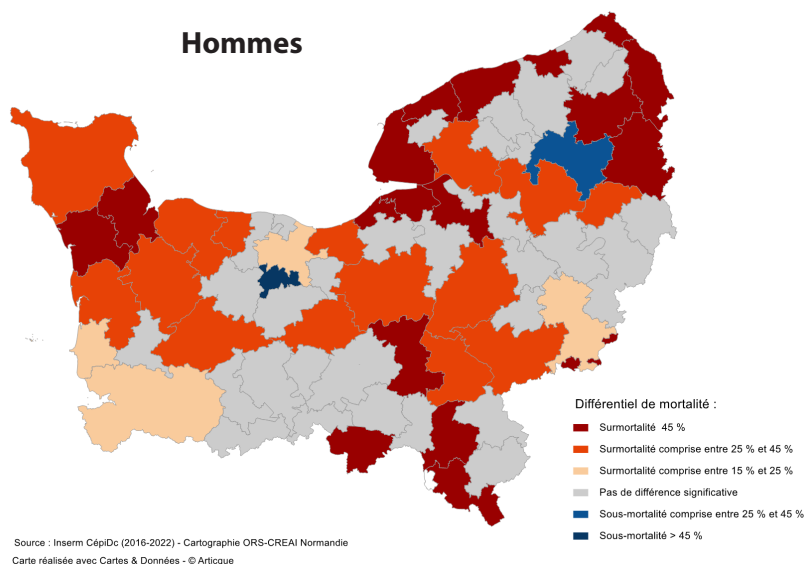 Hommes
Différentiel de mortalité :
Surmortalité 45 %
Surmortalité comprise entre 25 % et 45 %
Surmortalité comprise entre 15 % et 25 %
Pas de différence significative
Sous-mortalité comprise entre 25 % et 45 %
Sous-mortalité > 45 %
Source : Inserm CépiDc (2016-2022) - Cartographie ORS-CREAI Normandie
Carte réalisée avec Cartes & Données - © Articque